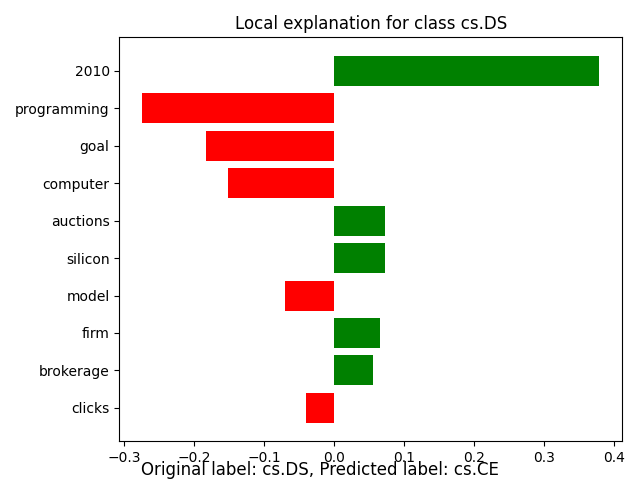 Local explanation for class cs.DS
2010
programming
goal
computer
auctions
silicon
model
firm
brokerage
clicks
−0.3 −0.2 −0.1 0.0 0.1 0.2 0.3 0.4
Original label: cs.DS, Predicted label: cs.CE